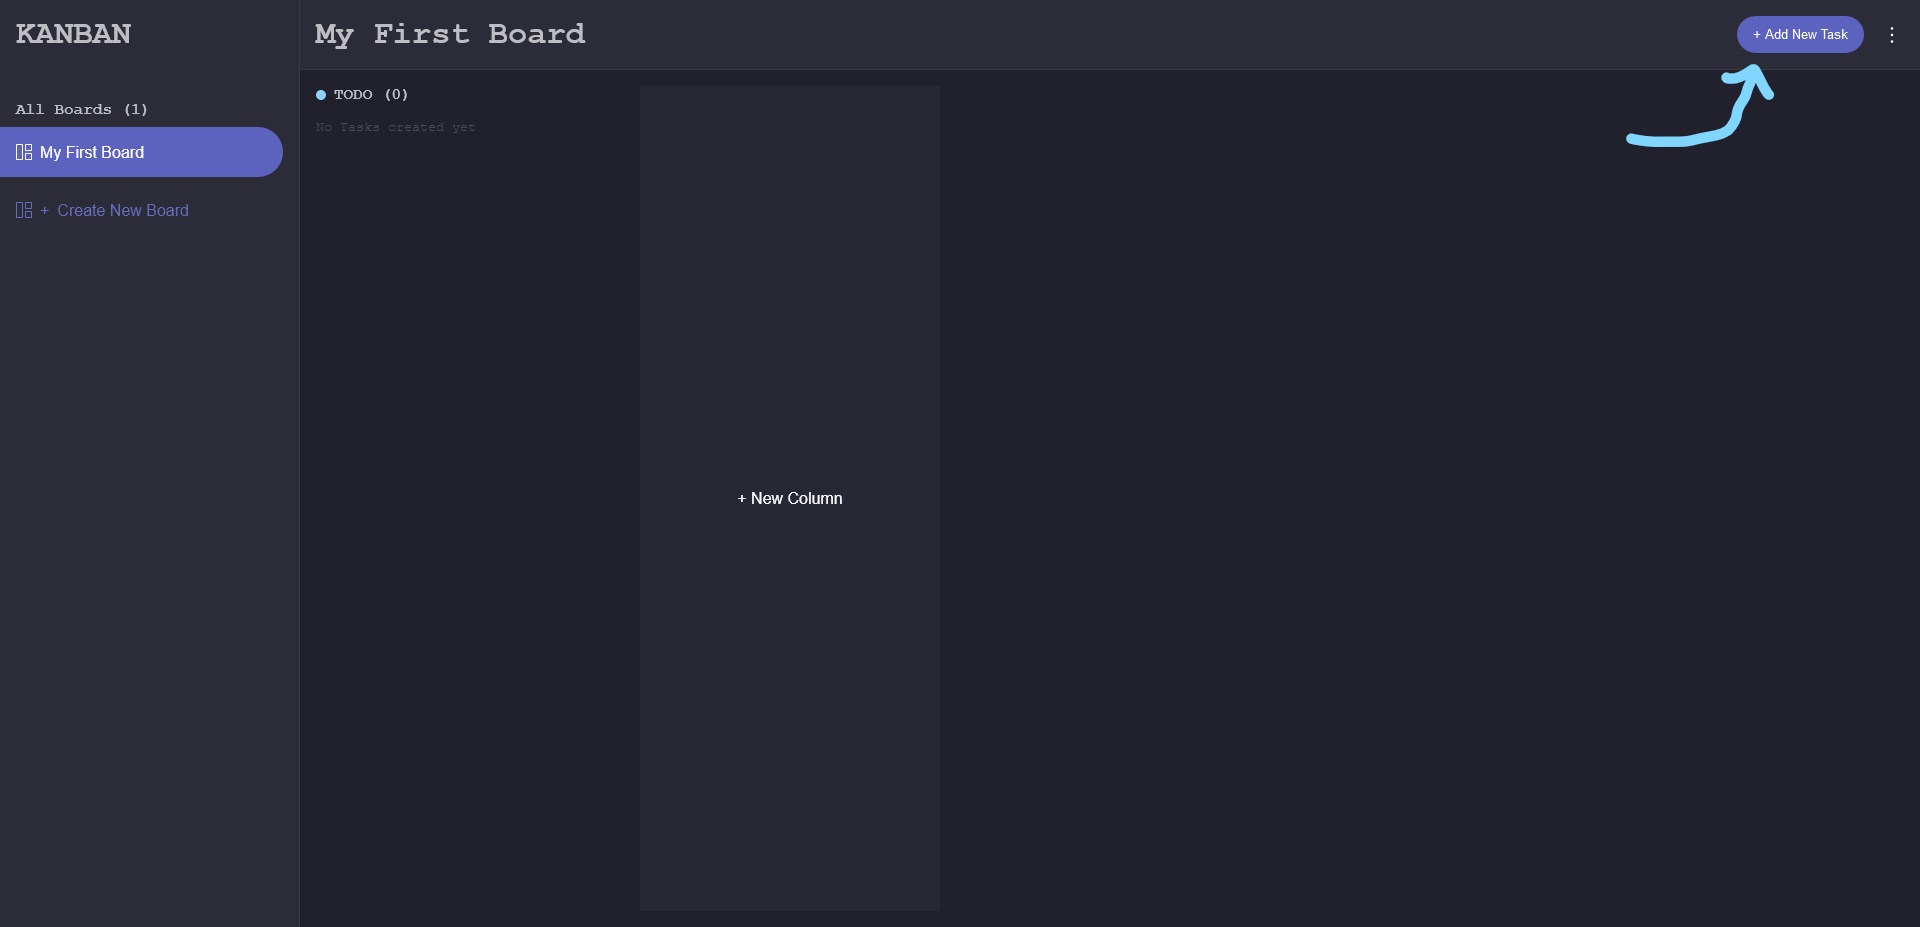 KANBAN
My First Board
+ Add New Task
All Boards (1)
My First Board
+ Create New Board
TODO (0)
No Tasks created yet
+ New Column